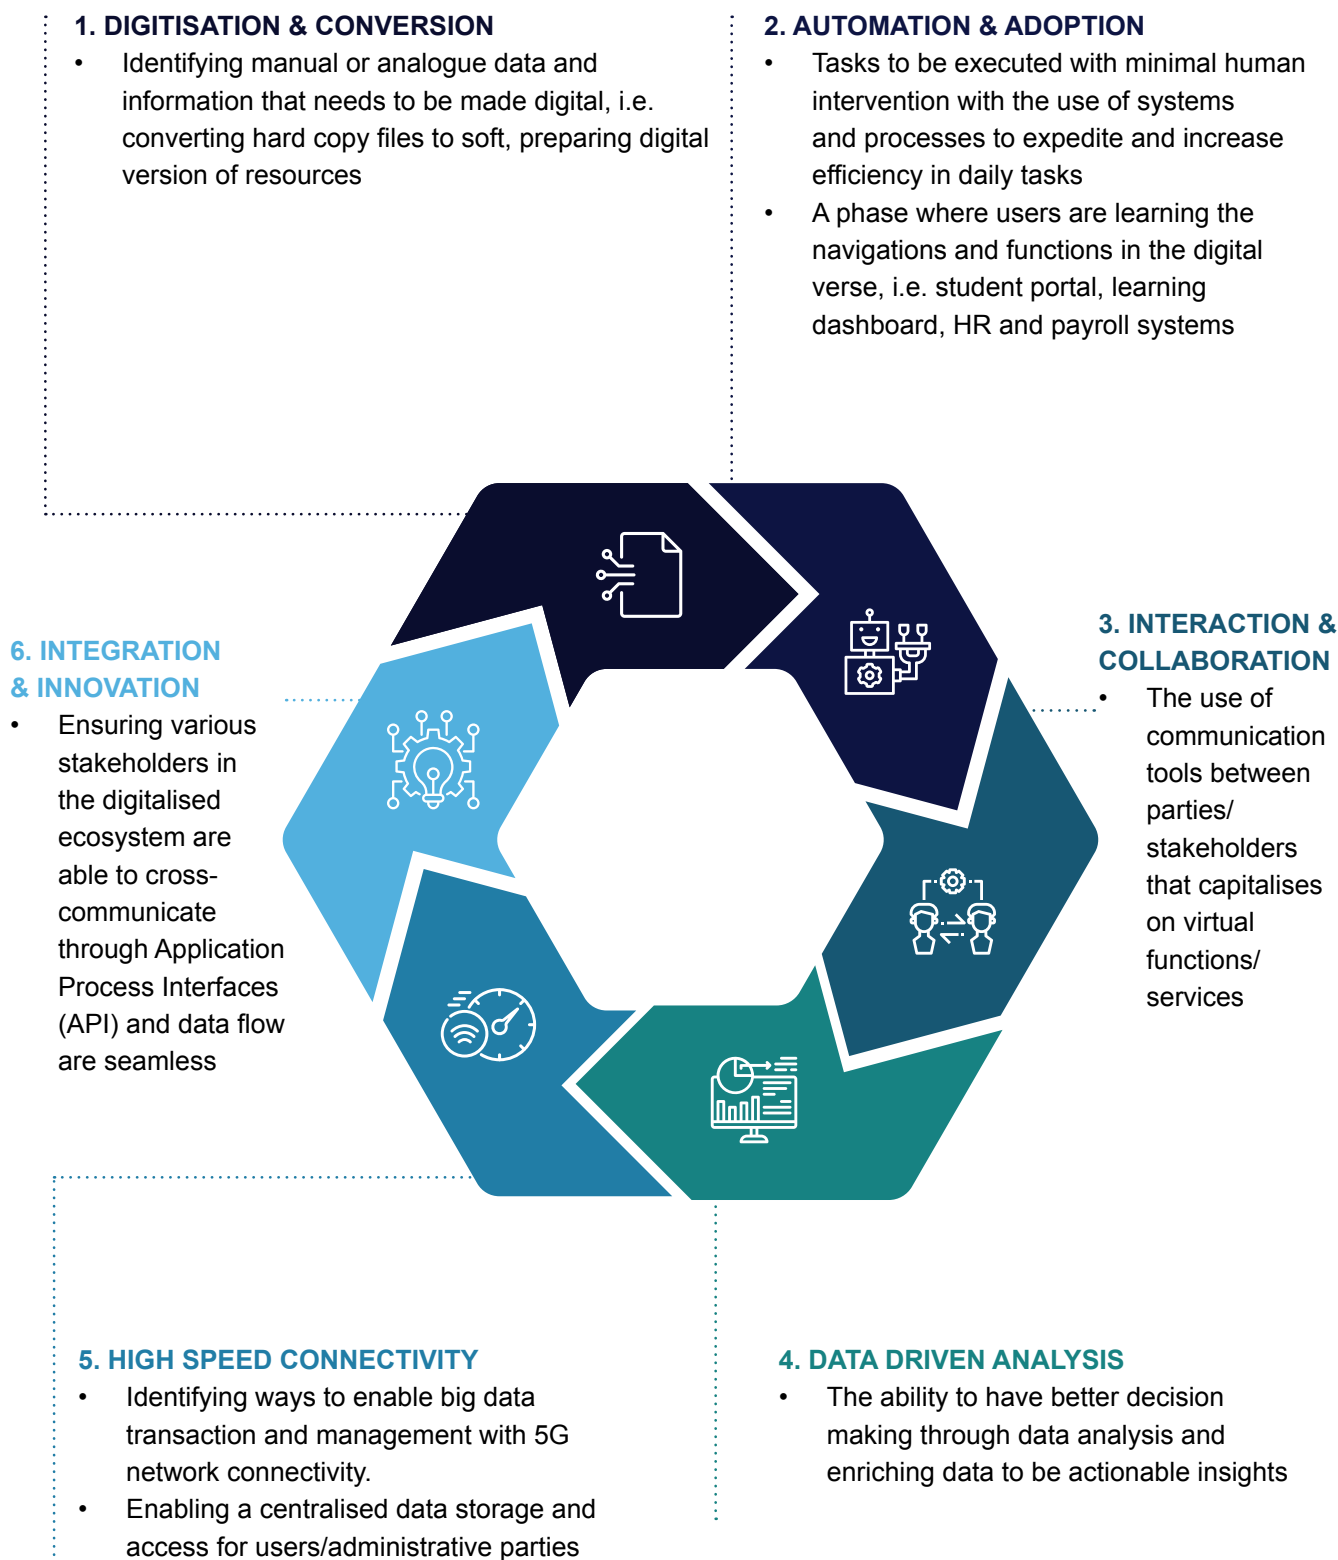 1. DIGITISATION & CONVERSION
• Identifying manual or analogue data and
information that needs to be made digital, i.e.
converting hard copy files to soft, preparing digital
version of resources
2. AUTOMATION & ADOPTION
• Tasks to be executed with minimal human
intervention with the use of systems
and processes to expedite and increase
efficiency in daily tasks
• A phase where users are learning the
navigations and functions in the digital
verse, i.e. student portal, learning
dashboard, HR and payroll systems
3. INTERACTION &
COLLABORATION
• The use of
communication
tools between
parties/
stakeholders
that capitalises
on virtual
functions/
services
4. DATA DRIVEN ANALYSIS
• The ability to have better decision
making through data analysis and
enriching data to be actionable insights
5. HIGH SPEED CONNECTIVITY
• Identifying ways to enable big data
transaction and management with 5G
network connectivity.
• Enabling a centralised data storage and
access for users/administrative parties
6. INTEGRATION
& INNOVATION
• Ensuring various
stakeholders in
the digitalised
ecosystem are
able to cross-
communicate
through Application
Process Interfaces
(API) and data flow
are seamless